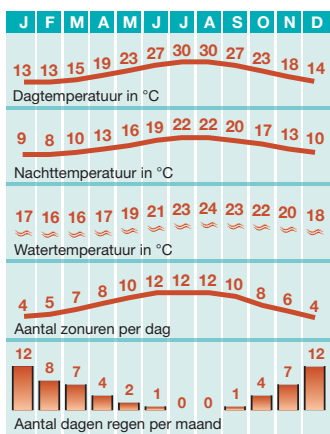 J F M A M J J A S O N D
13 13 15 19 23 27 30 30 27 23 18 14
Dagtemperatuur in °C
9 8 10 13 16 19 22 22 20 17 13 10
Nachttemperatuur in °C
17 16 16 17 19 21 23 24 23 22 20 18
Watertemperatuur in °C
4 5 7 8 10 12 12 12 10 8 6 4
Aantal zonuren per dag
12 8 7 4 2 1 0 0 1 4 7 12
Aantal dagen regen per maand